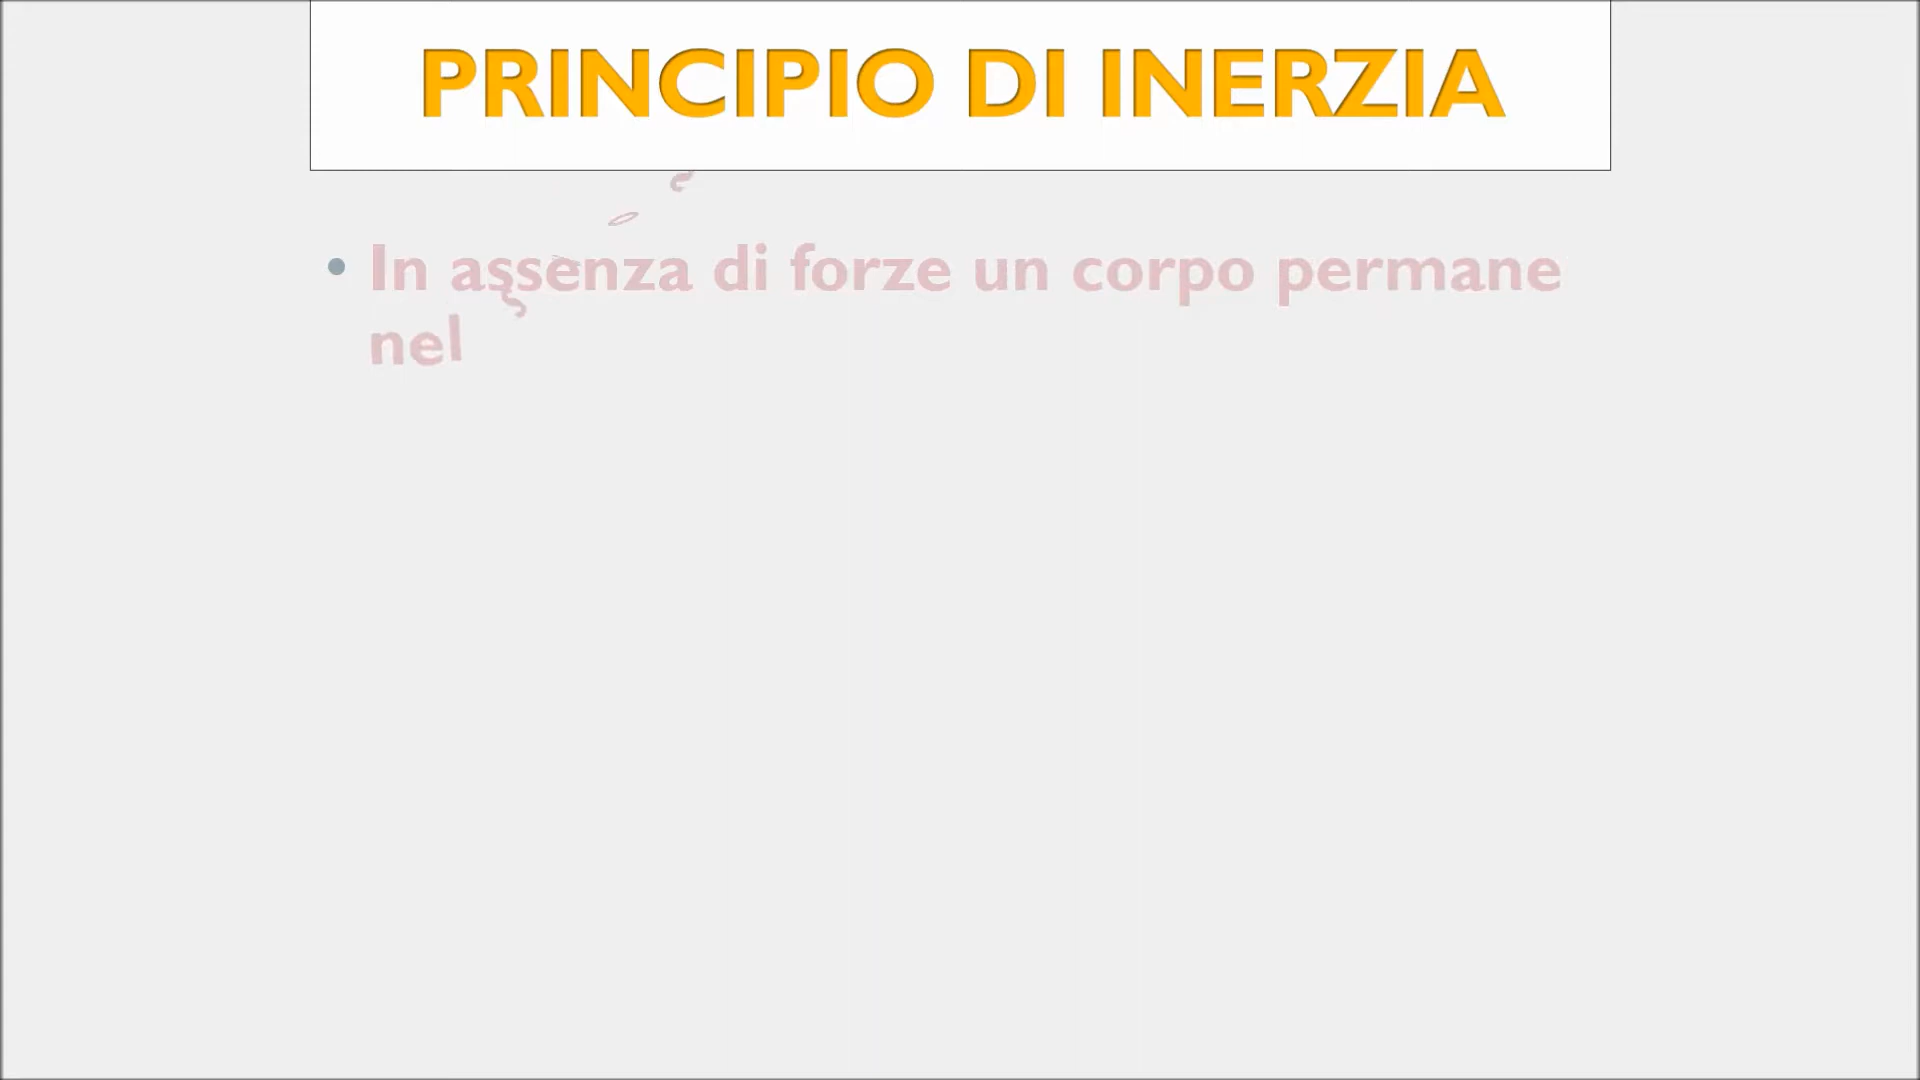 PRINCIPIO DI INERZIA
• In assenza di forze un corpo permane
nel